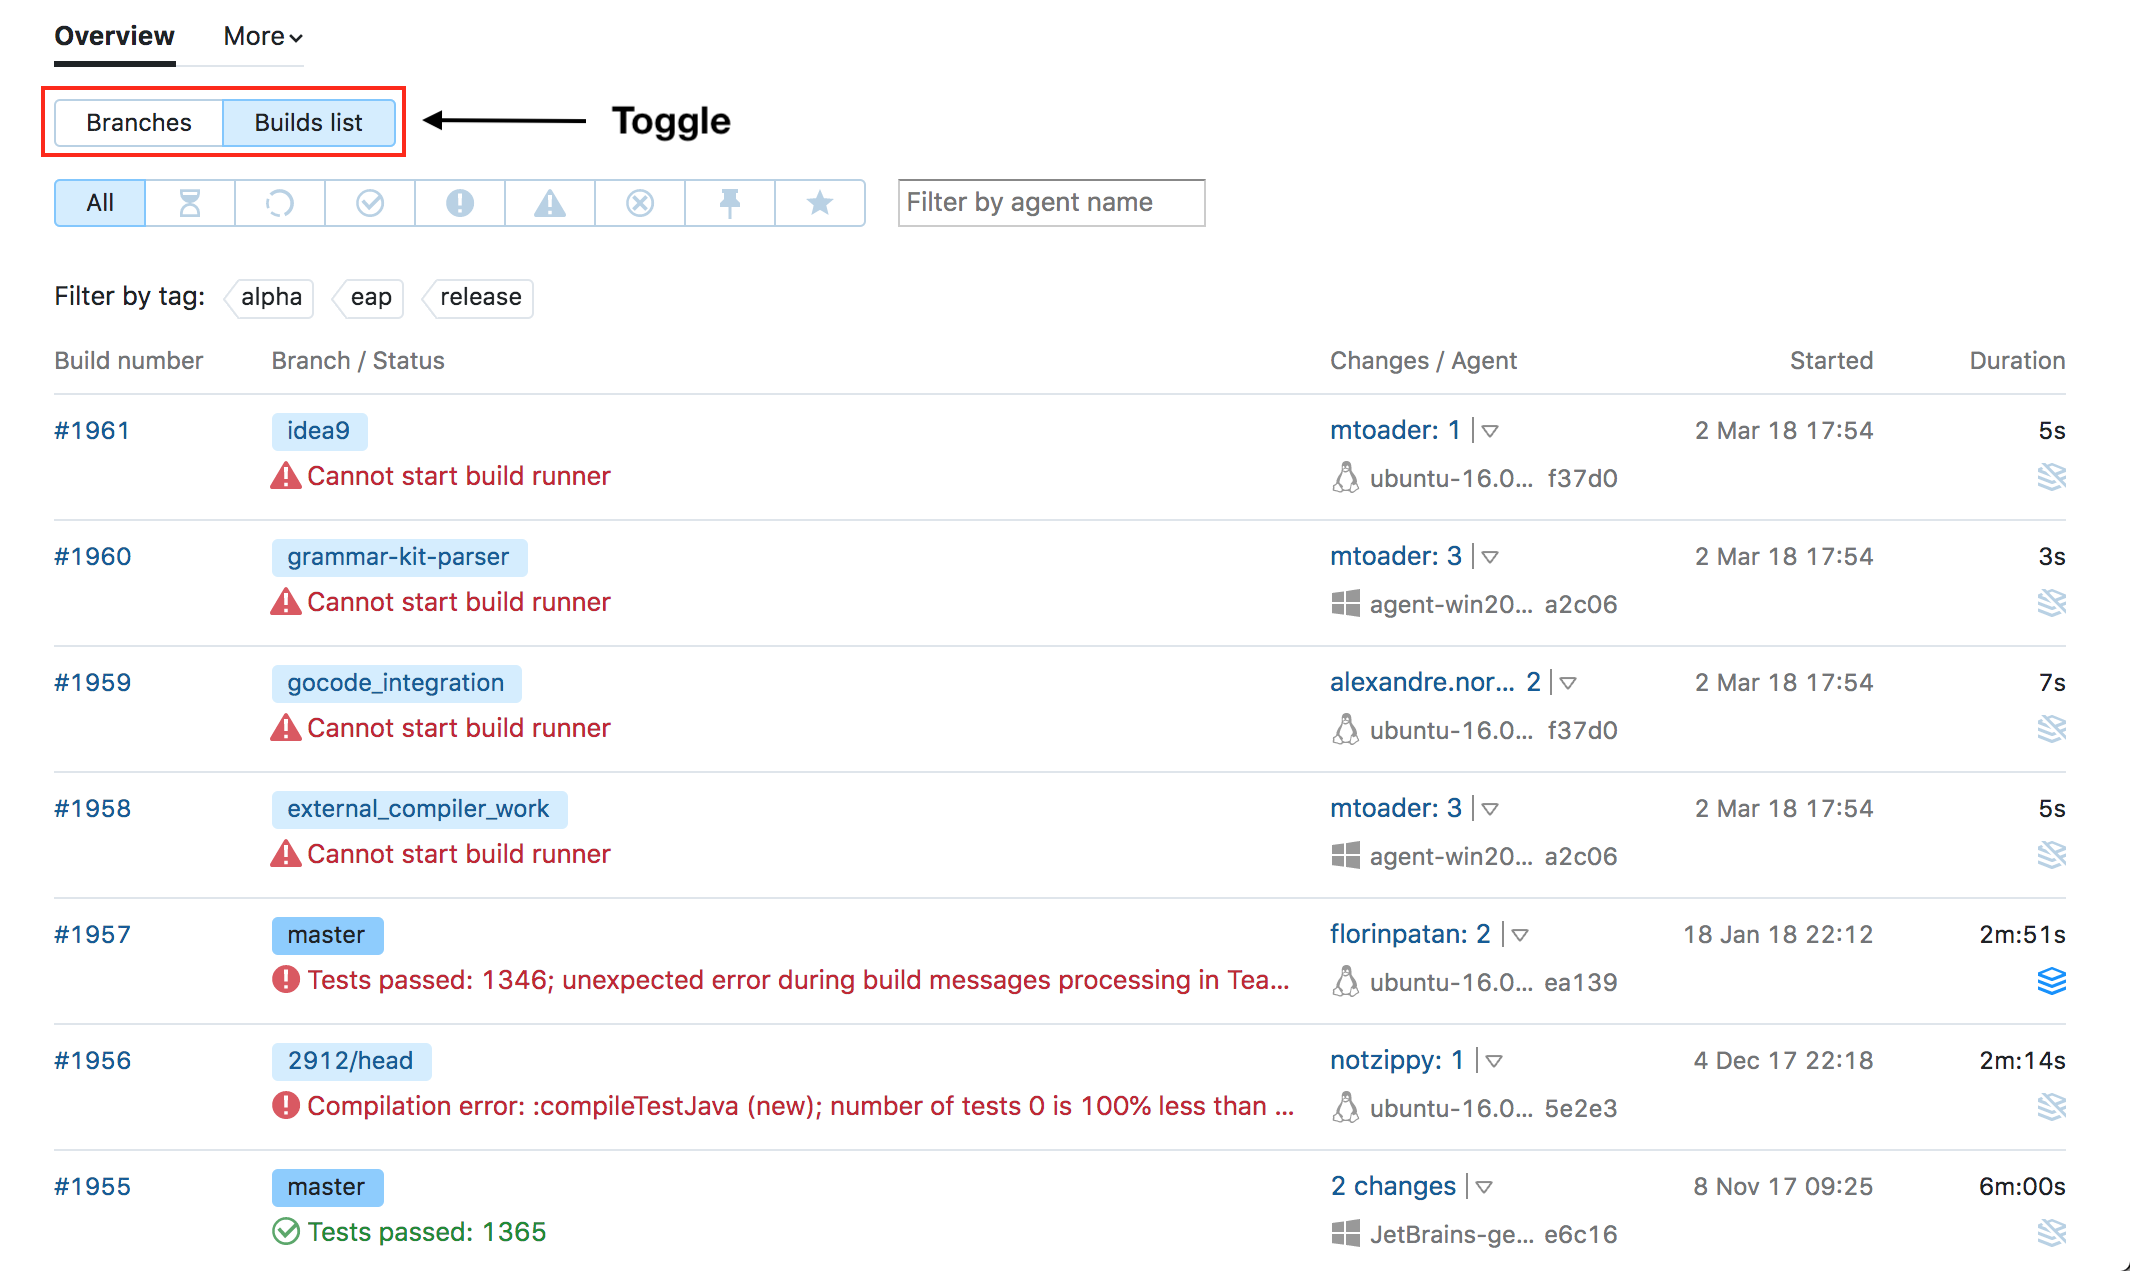 Overview More
Branches Builds list Toggle
All Filter by agent name
Filter by tag: alpha eap release
Build number Branch / Status Changes / Agent Started Duration
#1961 idea9 mtoader: 1 2 Mar 18 17:54 5s
Cannot start build runner ubuntu-16.0... f37d0
#1960 grammar-kit-parser mtoader: 3 2 Mar 18 17:54 3s
Cannot start build runner agent-win20... a2c06
#1959 gocode_integration alexandre.nor... 2 2 Mar 18 17:54 7s
Cannot start build runner ubuntu-16.0... f37d0
#1958 external_compiler_work mtoader: 3 2 Mar 18 17:54 5s
Cannot start build runner agent-win20... a2c06
#1957 master florinpatan: 2 18 Jan 18 22:12 2m:51s
Tests passed: 1346; unexpected error during build messages processing in Tea... ubuntu-16.0... ea139
#1956 2912/head notzippy: 1 4 Dec 17 22:18 2m:14s
Compilation error: :compileTestJava (new); number of tests 0 is 100% less than ... ubuntu-16.0... 5e2e3
#1955 master 2 changes 8 Nov 17 09:25 6m:00s
Tests passed: 1365 JetBrains-ge... e6c16